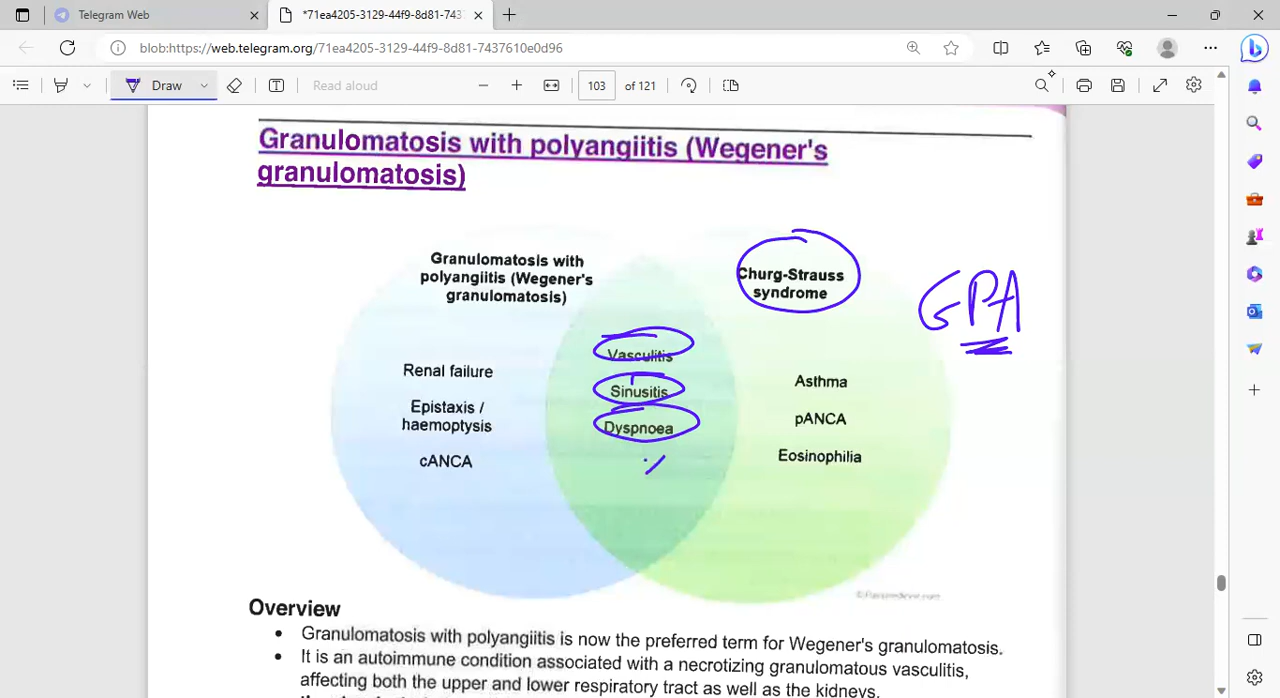 Telegram Web
*71ea4205-3129-44f9-8d81-743
blob:https://web.telegram.org/71ea4205-3129-44f9-8d81-7437610e0d96
Draw
Read aloud
103 of 121
Granulomatosis with polyangiitis (Wegener's
granulomatosis)
Granulomatosis with
polyangiitis (Wegener's
granulomatosis)
Churg-Strauss
syndrome
GPA
Vasculitis
Sinusitis
Dyspnoea
Renal failure
Epistaxis /
haemoptysis
cANCA
Asthma
pANCA
Eosinophilia
Overview
• Granulomatosis with polyangiitis is now the preferred term for Wegener's granulomatosis.
• It is an autoimmune condition associated with a necrotizing granulomatous vasculitis,
affecting both the upper and lower respiratory tract as well as the kidneys.